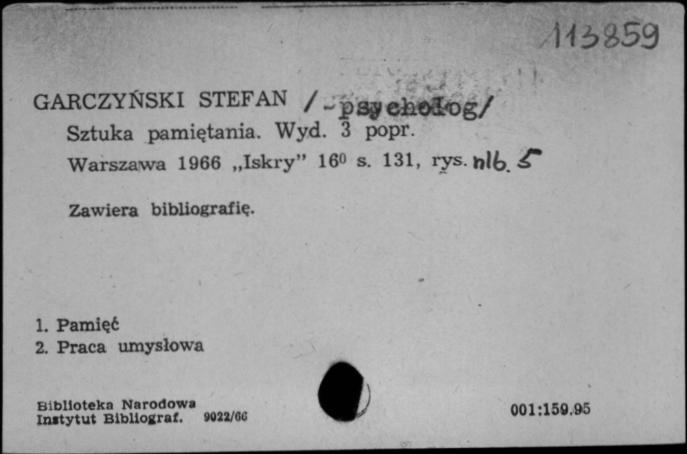 113859
GARCZYŃSKI STEFAN /-psycholog/
Sztuka pamiętania. Wyd. 3 popr.
Warszawa 1966 „Iskry” 16⁰ s. 131, rys. nlb. 5
Zawiera bibliografię.
1. Pamięć
2. Praca umysłowa
Biblioteka Narodowa
Instytut Bibliograf. 9022/66
001:159.95